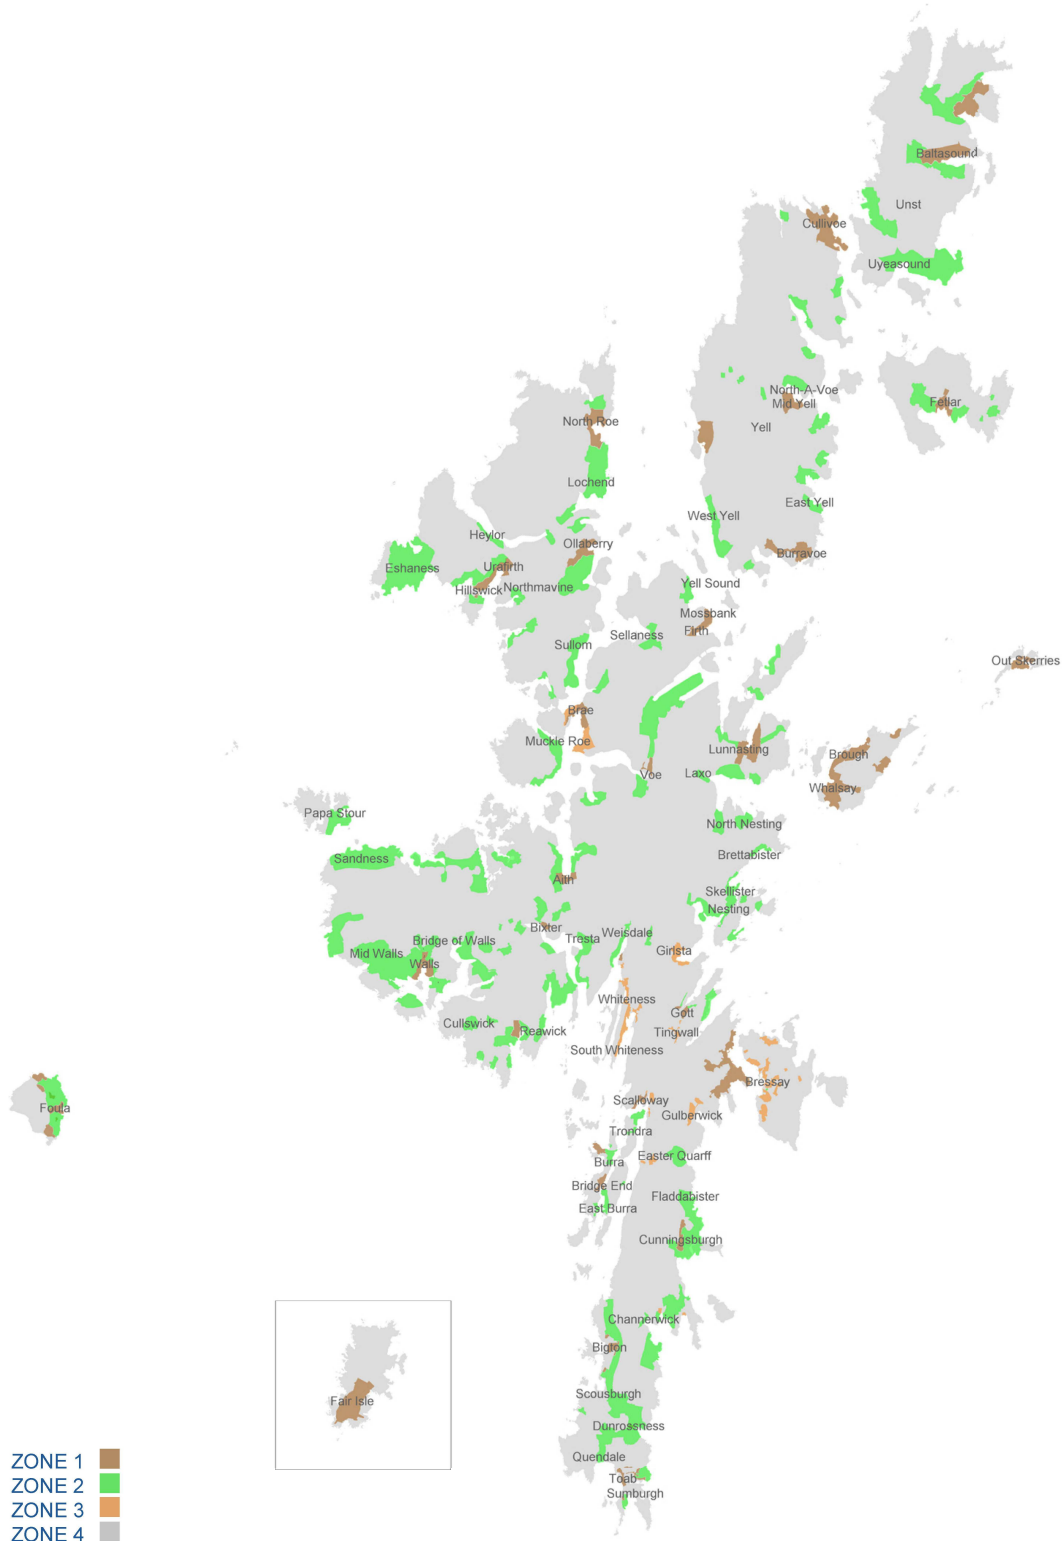 Baltasound
Unst
Cullivoe
Uyeasound
North-A-Voe
Mid Yell
Fetlar
North Roe
Yell
Lochend
East Yell
West Yell
Heylor
Ollaberry
Burravoe
Eshaness
Urafirth
Yell Sound
Hillswick
Northmavine
Mossbank
Firth
Sellaness
Sullom
Out Skerries
Brae
Muckle Roe
Lunnasting
Brough
Voe
Laxo
Whalsay
Papa Stour
North Nesting
Sandness
Brettabister
Aith
Skellister
Nesting
Bixter
Weisdale
Bridge of Walls
Tresta
Mid Walls
Girlsta
Walls
Whiteness
Gott
Cullswick
Reawick
Tingwall
South Whiteness
Bressay
Scalloway
Foula
Gulberwick
Trondra
Easter Quarff
Burra
Bridge End
Fladdabister
East Burra
Cunningsburgh
Channerwick
Bigton
Scousburgh
Fair Isle
Dunrossness
Quendale
ZONE 1
Toab
ZONE 2
Sumburgh
ZONE 3
ZONE 4